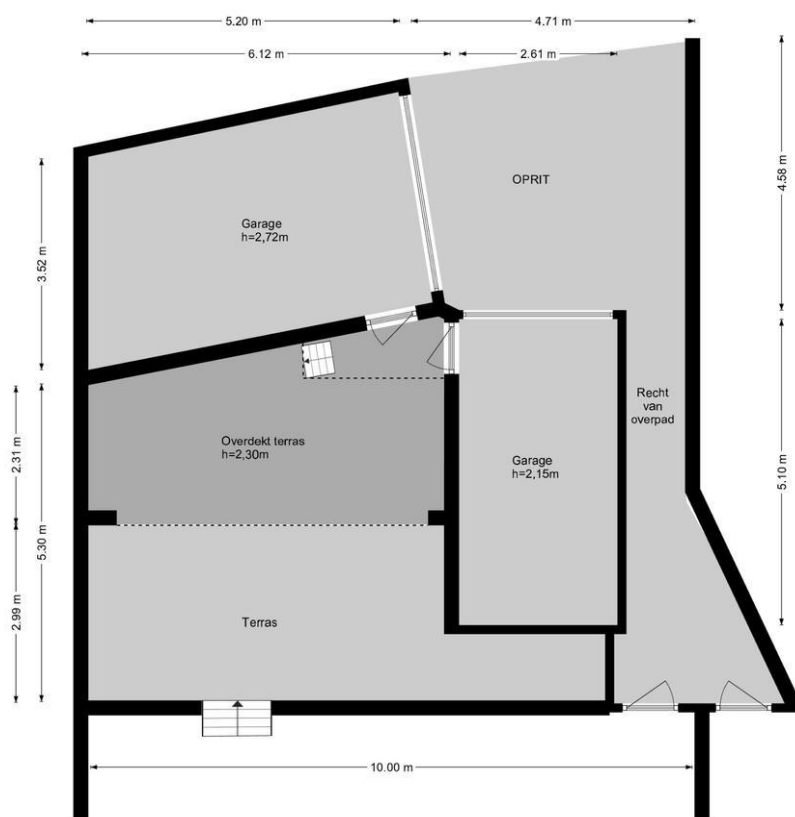 5.20 m
4.71 m
6.12 m
2.61 m
4.58 m
OPRIT
Garage
h=2,72m
3.52 m
Recht
van
overpad
Overdekt terras
h=2,30m
2.31 m
Garage
h=2,15m
5.10 m
5.30 m
2.99 m
Terras
10.00 m